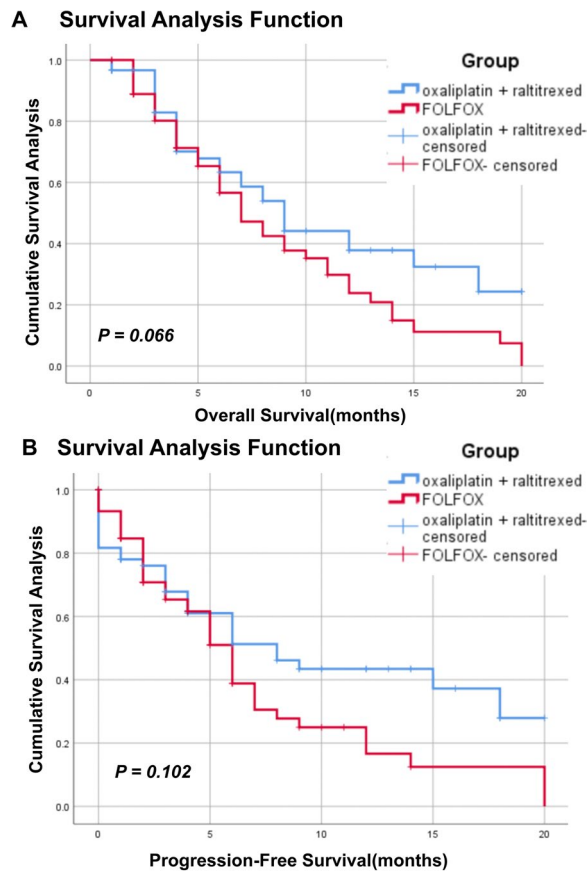 A Survival Analysis Function
Group
oxaliplatin + raltitrexed
FOLFOX
oxaliplatin + raltitrexed-
censored
FOLFOX- censored
Cumulative Survival Analysis
1.0
0.8
0.6
0.4
0.2
0.0
P = 0.066
0 5 10 15 20
Overall Survival(months)
B Survival Analysis Function
Group
oxaliplatin + raltitrexed
FOLFOX
oxaliplatin + raltitrexed-
censored
FOLFOX- censored
Cumulative Survival Analysis
1.0
0.8
0.6
0.4
0.2
0.0
P = 0.102
0 5 10 15 20
Progression-Free Survival(months)